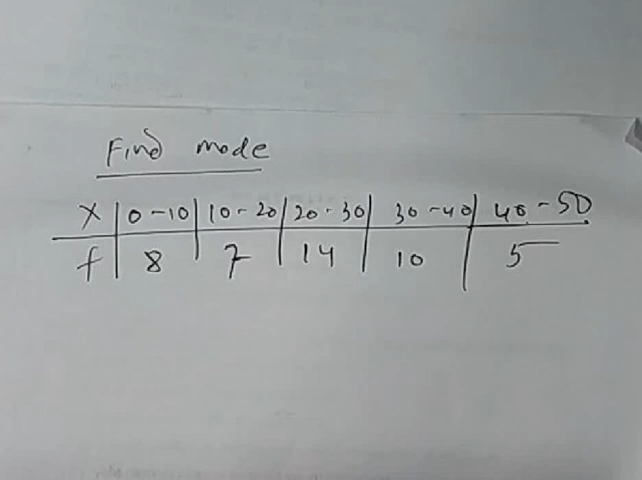 Find mode
X | 0-10 | 10-20 | 20-30 | 30-40 | 40-50
f | 8 | 7 | 14 | 10 | 5